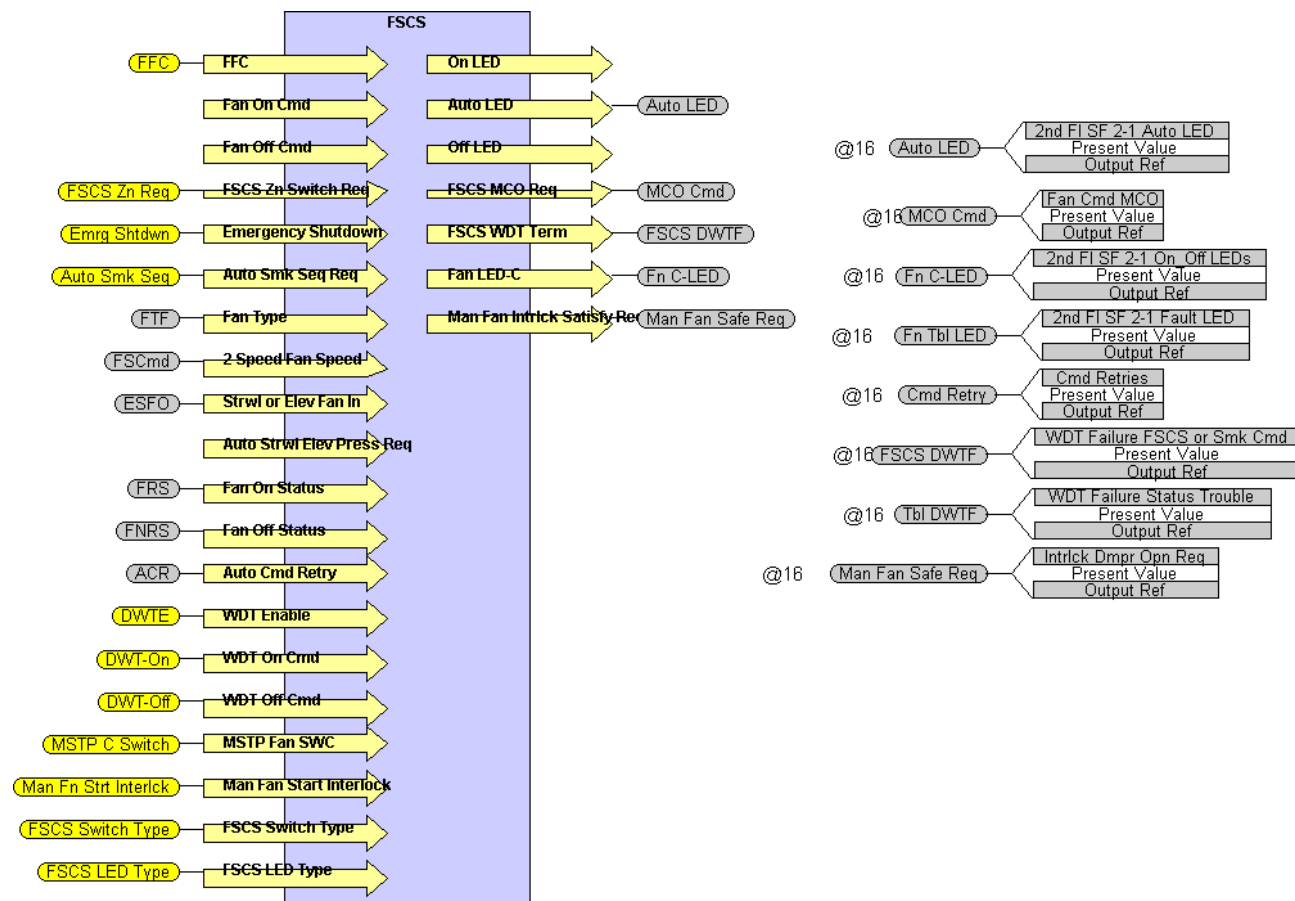 FSCS
FFC FFC On LED
Fan On Cmd Auto LED Auto LED
Fan Off Cmd Off LED
FSCS Zn Req FSCS Zn Switch Req FSCS MCO Req MCO Cmd
Emrg Shtdwn Emergency Shutdown FSCS WDT Term FSCS DWTF
Auto Smk Seq Auto Smk Seq Req Fan LED-C Fn C-LED
FTF Fan Type Man Fan Intrlck Satisfy Req Man Fan Safe Req
FSCmd 2 Speed Fan Speed
ESFO Strwl or Elev Fan In
Auto Strwl Elev Press Req
FRS Fan On Status
FNRS Fan Off Status
ACR Auto Cmd Retry
DWTE WDT Enable
DWT-On WDT On Cmd
DWT-Off WDT Off Cmd
MSTP C Switch MSTP Fan SWC
Man Fn Strt Interlck Man Fan Start Interlock
FSCS Switch Type FSCS Switch Type
FSCS LED Type FSCS LED Type
2nd Fl SF 2-1 Auto LED
@16 Auto LED Present Value
Output Ref
Fan Cmd MCO
@16 MCO Cmd Present Value
Output Ref
2nd Fl SF 2-1 On_Off LEDs
@16 Fn C-LED Present Value
Output Ref
2nd Fl SF 2-1 Fault LED
@16 Fn Tbl LED Present Value
Output Ref
Cmd Retries
@16 Cmd Retry Present Value
Output Ref
WDT Failure FSCS or Smk Cmd
@16 FSCS DWTF Present Value
Output Ref
WDT Failure Status Trouble
@16 Tbl DWTF Present Value
Output Ref
Intrlck Dmpr Opn Req
@16 Man Fan Safe Req Present Value
Output Ref